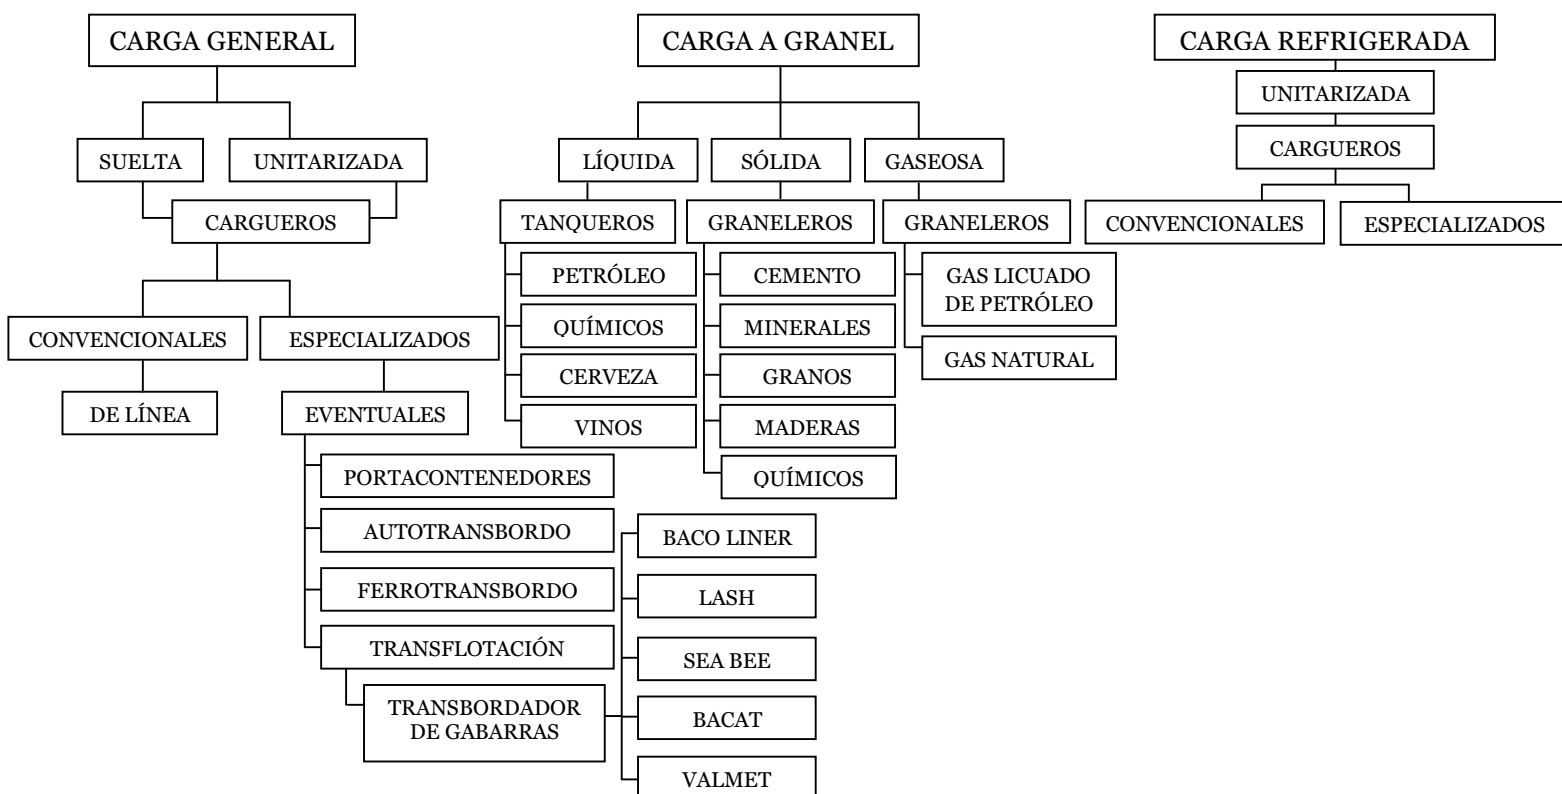 CARGA GENERAL
SUELTA
UNITARIZADA
CARGUEROS
CONVENCIONALES
ESPECIALIZADOS
DE LÍNEA
EVENTUALES
PORTACONTENEDORES
AUTOTRANSBORDO
FERROTRANSBORDO
TRANSFLOTACIÓN
TRANSBORDADOR
DE GABARRAS
BACO LINER
LASH
SEA BEE
BACAT
VALMET
CARGA A GRANEL
LÍQUIDA
SÓLIDA
GASEOSA
TANQUEROS
GRANELEROS
GRANELEROS
PETRÓLEO
QUÍMICOS
CERVEZA
VINOS
CEMENTO
MINERALES
GRANOS
MADERAS
QUÍMICOS
GAS LICUADO
DE PETRÓLEO
GAS NATURAL
CARGA REFRIGERADA
UNITARIZADA
CARGUEROS
CONVENCIONALES
ESPECIALIZADOS